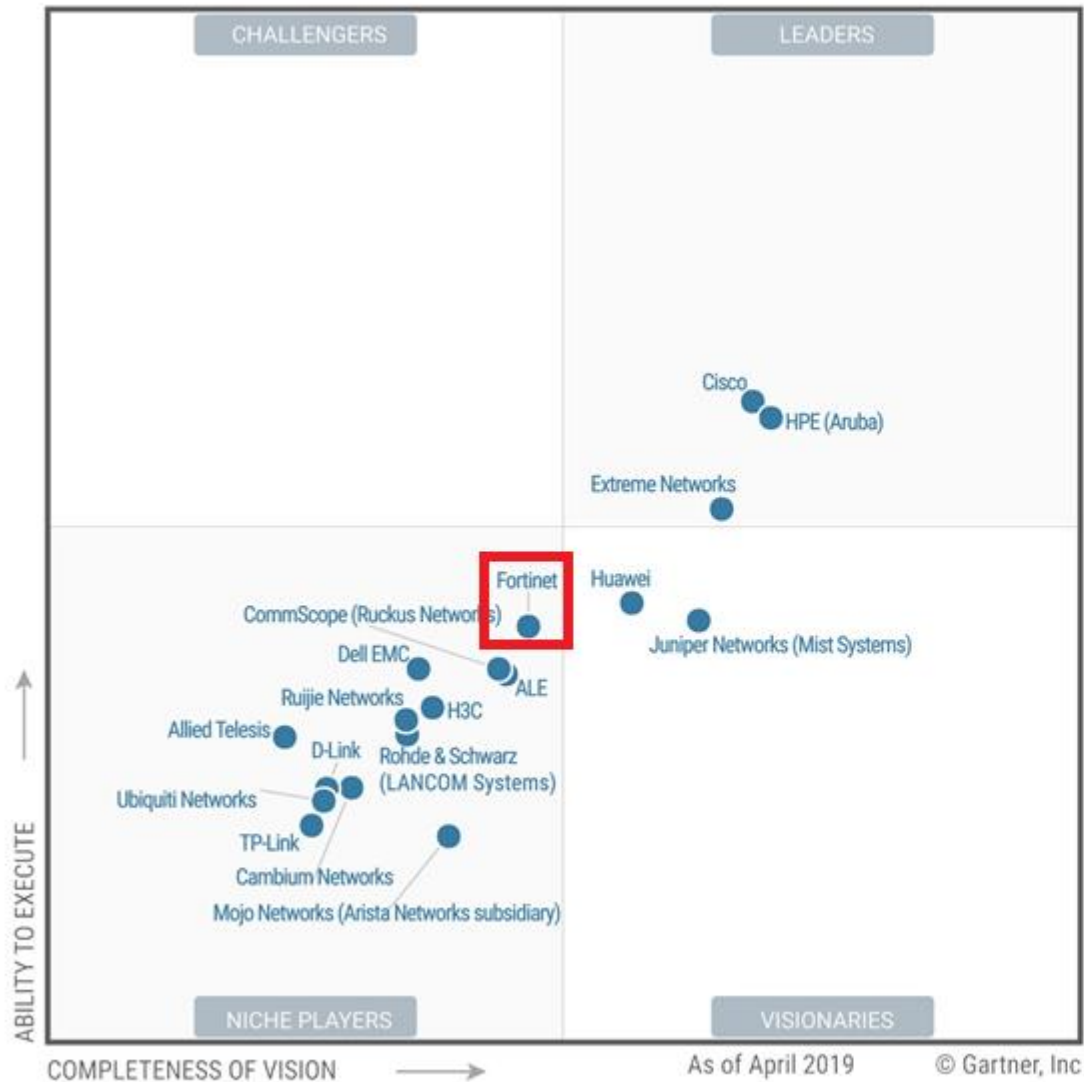 CHALLENGERS
LEADERS
Cisco
HPE (Aruba)
Extreme Networks
Fortinet
Huawei
CommScope (Ruckus Networks)
Juniper Networks (Mist Systems)
Dell EMC
ALE
Ruijie Networks
H3C
Allied Telesis
D-Link
Rohde & Schwarz
(LANCOM Systems)
Ubiquiti Networks
TP-Link
Cambium Networks
Mojo Networks (Arista Networks subsidiary)
ABILITY TO EXECUTE
NICHE PLAYERS
VISIONARIES
COMPLETENESS OF VISION
As of April 2019
© Gartner, Inc